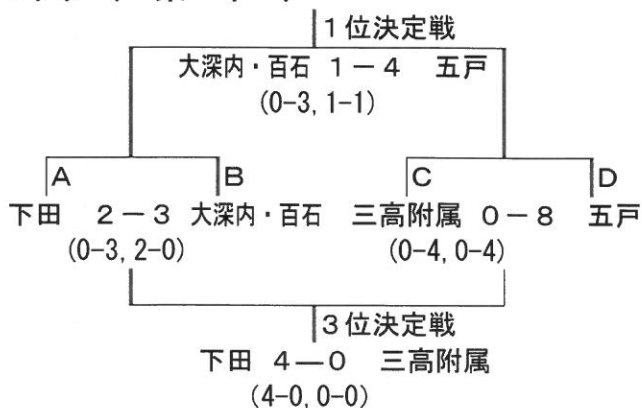 1位決定戦
大深内・百石 1－4 五戸
(0-3, 1-1)
A B C D
下田 2－3 大深内・百石 三高附属 0－8 五戸
(0-3, 2-0) (0-4, 0-4)
3位決定戦
下田 4―0 三高附属
(4-0, 0-0)